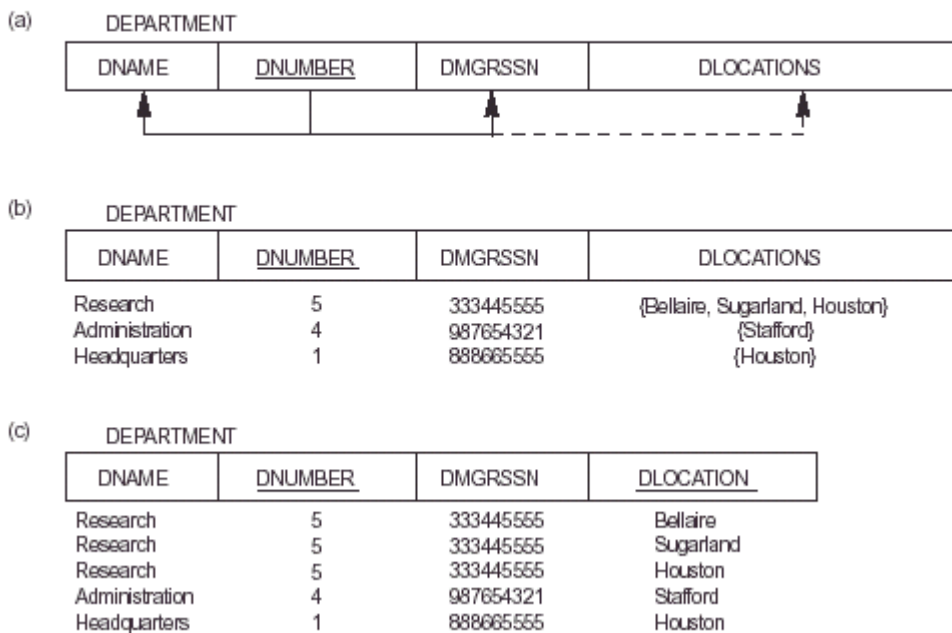 (a) DEPARTMENT
DNAME DNUMBER DMGRSSN DLOCATIONS
(b) DEPARTMENT
DNAME DNUMBER DMGRSSN DLOCATIONS
Research 5 333445555 {Bellaire, Sugarland, Houston}
Administration 4 987654321 {Stafford}
Headquarters 1 888665555 {Houston}
(c) DEPARTMENT
DNAME DNUMBER DMGRSSN DLOCATION
Research 5 333445555 Bellaire
Research 5 333445555 Sugarland
Research 5 333445555 Houston
Administration 4 987654321 Stafford
Headquarters 1 888665555 Houston